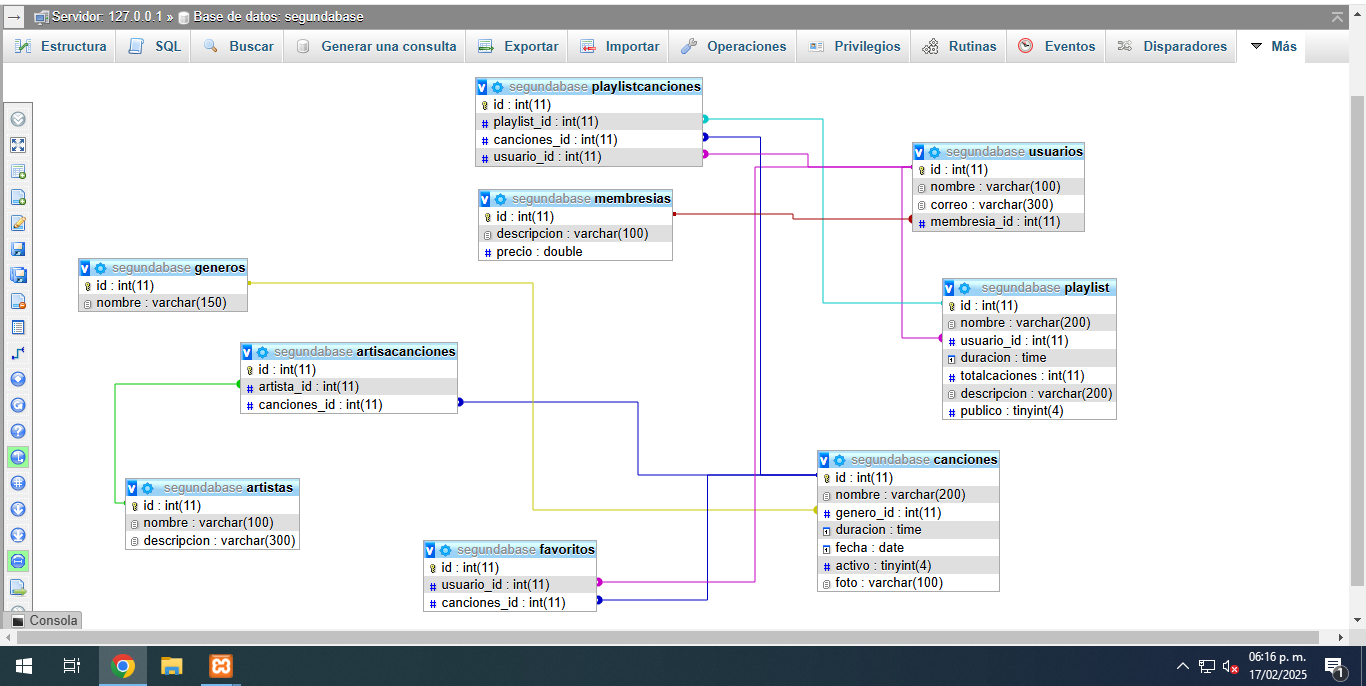 Servidor: 127.0.0.1 » Base de datos: segundabase
Estructura SQL Buscar Generar una consulta Exportar Importar Operaciones Privilegios Rutinas Eventos Disparadores Más
segundabase playlistcanciones
id : int(11)
playlist_id : int(11)
canciones_id : int(11)
usuario_id : int(11)
segundabase usuarios
id : int(11)
nombre : varchar(100)
correo : varchar(300)
membresia_id : int(11)
segundabase membresias
id : int(11)
descripcion : varchar(100)
precio : double
segundabase generos
id : int(11)
nombre : varchar(150)
segundabase playlist
id : int(11)
nombre : varchar(200)
usuario_id : int(11)
duracion : time
totalcaciones : int(11)
descripcion : varchar(200)
publico : tinyint(4)
segundabase artisacanciones
id : int(11)
artista_id : int(11)
canciones_id : int(11)
segundabase canciones
id : int(11)
nombre : varchar(200)
genero_id : int(11)
duracion : time
fecha : date
activo : tinyint(4)
foto : varchar(100)
segundabase artistas
id : int(11)
nombre : varchar(100)
descripcion : varchar(300)
segundabase favoritos
id : int(11)
usuario_id : int(11)
canciones_id : int(11)
Consola
06:16 p. m.
17/02/2025
1